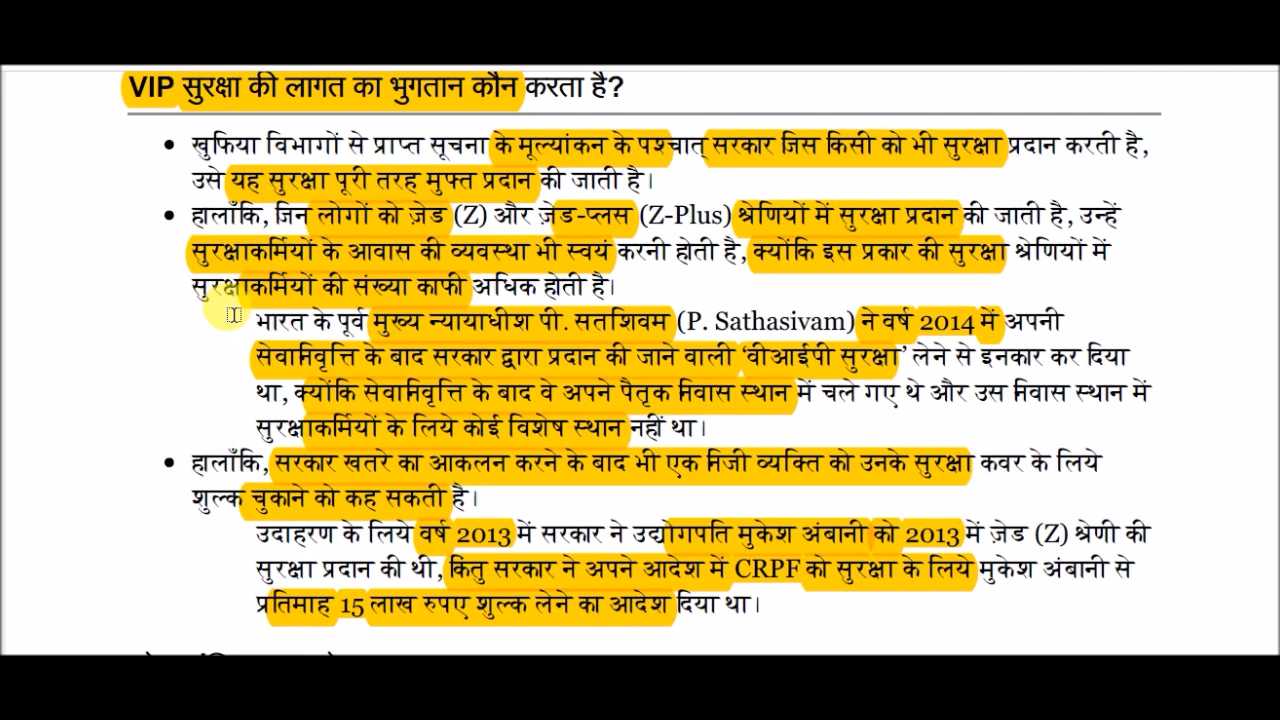 VIP सुरक्षा की लागत का भुगतान कौन करता है?
• खुफिया विभागों से प्राप्त सूचना के मूल्यांकन के पश्चात् सरकार जिस किसी को भी सुरक्षा प्रदान करती है,
उसे यह सुरक्षा पूरी तरह मुफ्त प्रदान की जाती है।
• हालाँकि, जिन लोगों को ज़ेड (Z) और ज़ेड-प्लस (Z-Plus) श्रेणियों में सुरक्षा प्रदान की जाती है, उन्हें
सुरक्षाकर्मियों के आवास की व्यवस्था भी स्वयं करनी होती है, क्योंकि इस प्रकार की सुरक्षा श्रेणियों में
सुरक्षाकर्मियों की संख्या काफी अधिक होती है।
भारत के पूर्व मुख्य न्यायाधीश पी. सतशिवम (P. Sathasivam) ने वर्ष 2014 में अपनी
सेवानिवृत्ति के बाद सरकार द्वारा प्रदान की जाने वाली ‘वीआईपी सुरक्षा’ लेने से इनकार कर दिया
था, क्योंकि सेवानिवृत्ति के बाद वे अपने पैतृक निवास स्थान में चले गए थे और उस निवास स्थान में
सुरक्षाकर्मियों के लिये कोई विशेष स्थान नहीं था।
• हालाँकि, सरकार खतरे का आकलन करने के बाद भी एक निजी व्यक्ति को उनके सुरक्षा कवर के लिये
शुल्क चुकाने को कह सकती है।
उदाहरण के लिये वर्ष 2013 में सरकार ने उद्योगपति मुकेश अंबानी को 2013 में ज़ेड (Z) श्रेणी की
सुरक्षा प्रदान की थी, किंतु सरकार ने अपने आदेश में CRPF को सुरक्षा के लिये मुकेश अंबानी से
प्रतिमाह 15 लाख रुपए शुल्क लेने का आदेश दिया था।